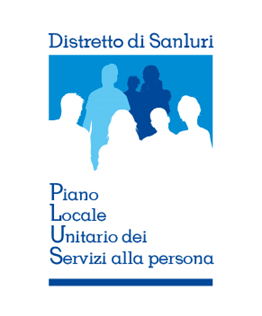 Distretto di Sanluri
Piano
Locale
Unitario dei
Servizi alla persona